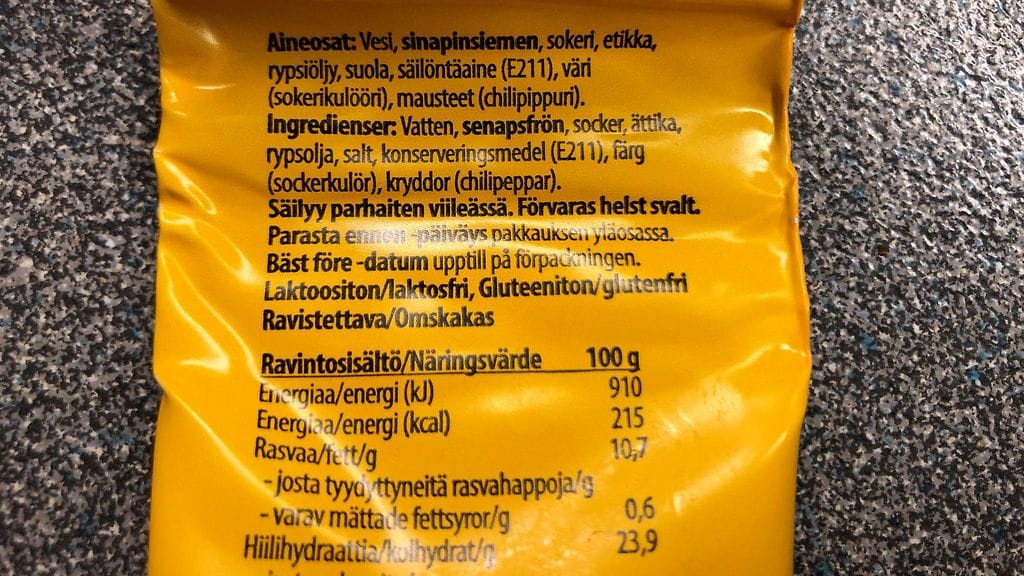 Aineosat: Vesi, sinapinsiemen, sokeri, etikka,
rypsiöljy, suola, säilöntäaine (E211), väri
(sokerikulööri), mausteet (chilipippuri).
Ingredienser: Vatten, senapsfrön, socker, ättika,
rypsolja, salt, konserveringsmedel (E211), färg
(sockerkulör), kryddor (chilipeppar).
Säilyy parhaiten viileässä. Förvaras helst svalt.
Parasta ennen -päiväys pakkauksen yläosassa.
Bäst före -datum upptill på förpackningen.
Laktoositon/laktosfri, Gluteeniton/glutenfri
Ravistettava/Omskakas
Ravintosisältö/Näringsvärde 100 g
Energiaa/energi (kJ) 910
Energiaa/energi (kcal) 215
Rasvaa/fett/g 10,7
- josta tyydyttyneitä rasvahappoja/g
- varav mättade fettsyror/g 0,6
Hiilihydraattia/kolhydrat/g 23,9